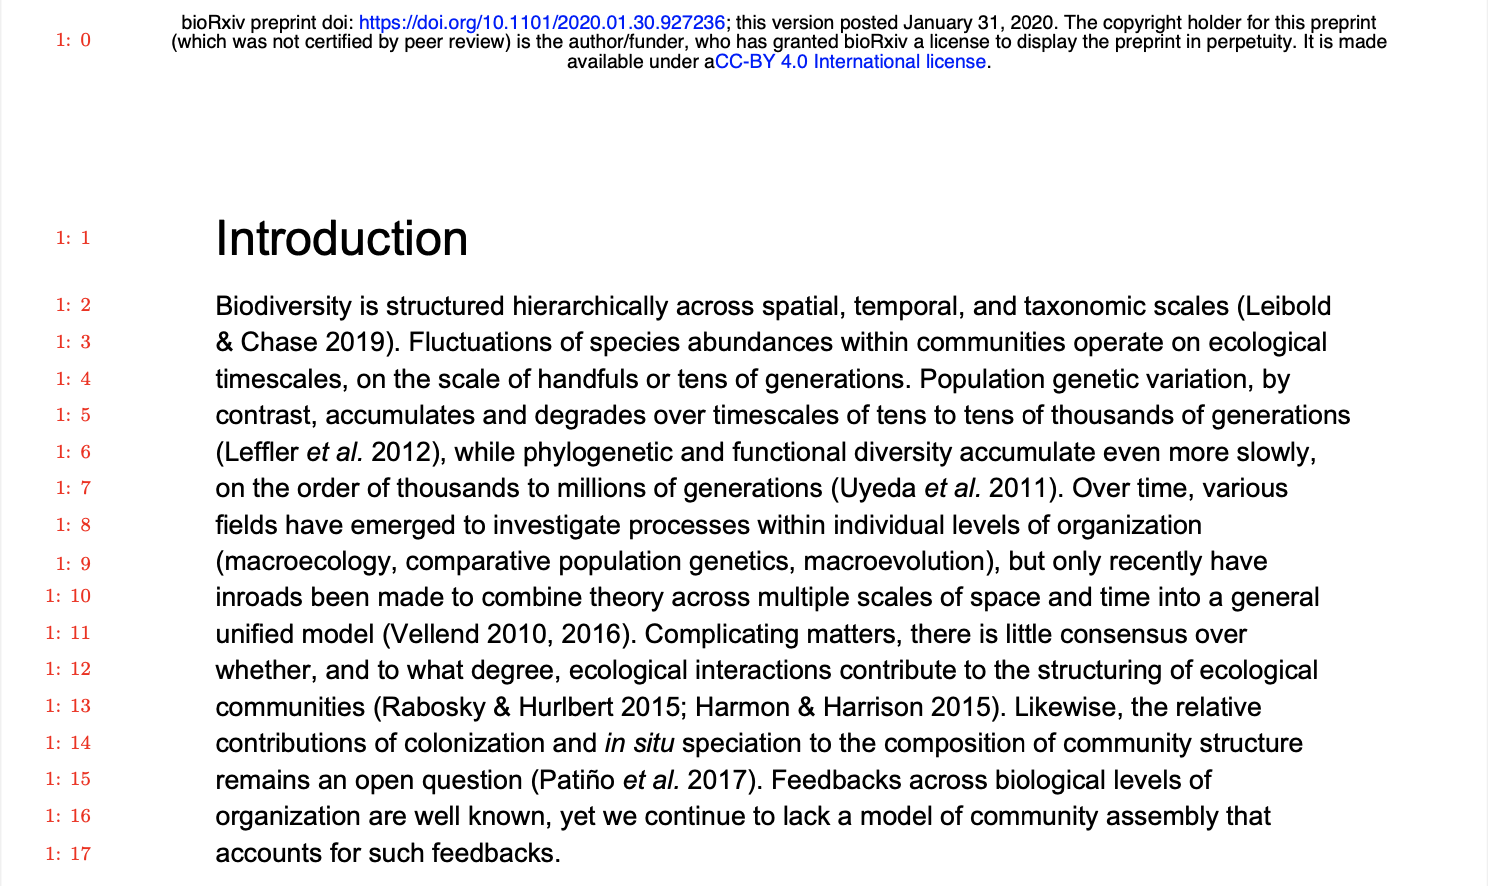 bioRxiv preprint doi: https://doi.org/10.1101/2020.01.30.927236; this version posted January 31, 2020. The copyright holder for this preprint
1: 0 (which was not certified by peer review) is the author/funder, who has granted bioRxiv a license to display the preprint in perpetuity. It is made
available under aCC-BY 4.0 International license.
1: 1 Introduction
1: 2 Biodiversity is structured hierarchically across spatial, temporal, and taxonomic scales (Leibold
1: 3 & Chase 2019). Fluctuations of species abundances within communities operate on ecological
1: 4 timescales, on the scale of handfuls or tens of generations. Population genetic variation, by
1: 5 contrast, accumulates and degrades over timescales of tens to tens of thousands of generations
1: 6 (Leffler et al. 2012), while phylogenetic and functional diversity accumulate even more slowly,
1: 7 on the order of thousands to millions of generations (Uyeda et al. 2011). Over time, various
1: 8 fields have emerged to investigate processes within individual levels of organization
1: 9 (macroecology, comparative population genetics, macroevolution), but only recently have
1: 10 inroads been made to combine theory across multiple scales of space and time into a general
1: 11 unified model (Vellend 2010, 2016). Complicating matters, there is little consensus over
1: 12 whether, and to what degree, ecological interactions contribute to the structuring of ecological
1: 13 communities (Rabosky & Hurlbert 2015; Harmon & Harrison 2015). Likewise, the relative
1: 14 contributions of colonization and in situ speciation to the composition of community structure
1: 15 remains an open question (Patiño et al. 2017). Feedbacks across biological levels of
1: 16 organization are well known, yet we continue to lack a model of community assembly that
1: 17 accounts for such feedbacks.